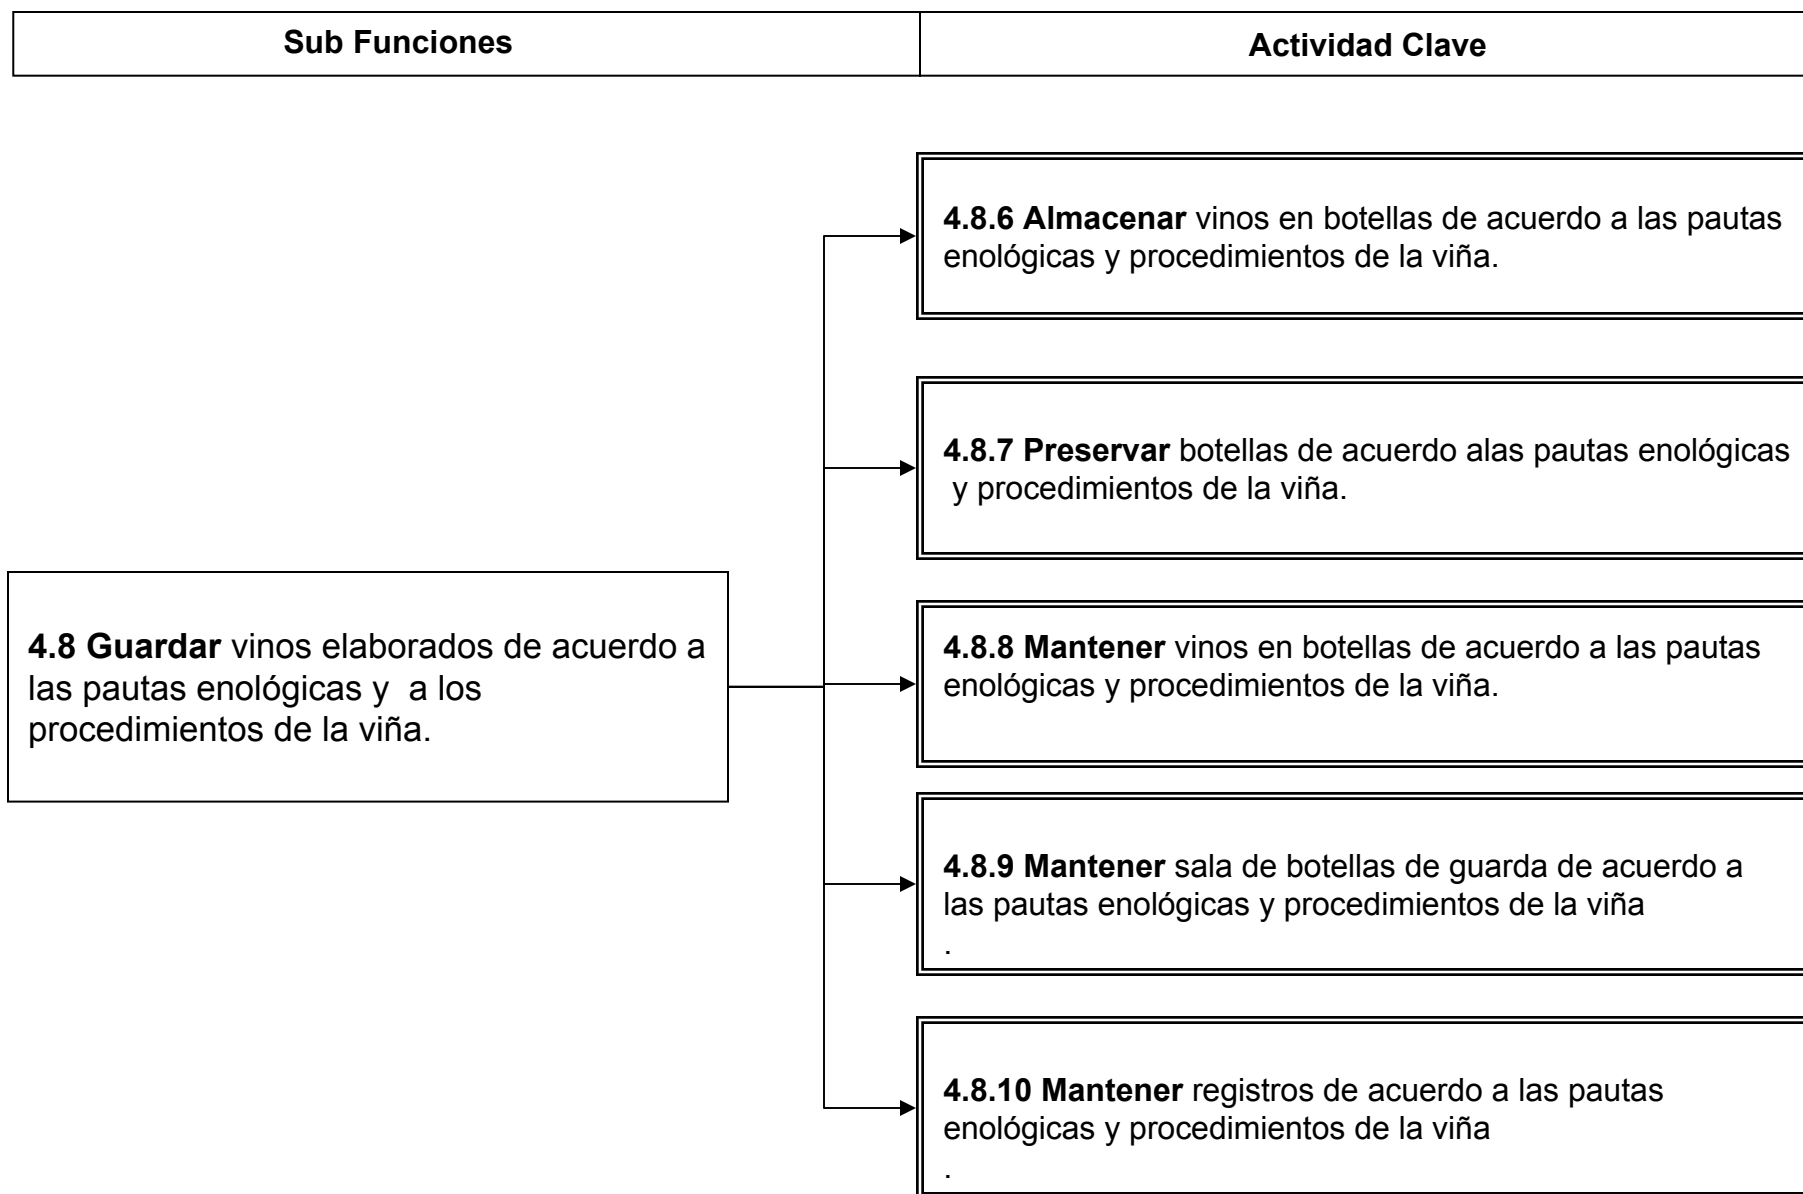 Sub Funciones
Actividad Clave
4.8.6 Almacenar vinos en botellas de acuerdo a las pautas
enológicas y procedimientos de la viña.
4.8.7 Preservar botellas de acuerdo alas pautas enológicas
y procedimientos de la viña.
4.8 Guardar vinos elaborados de acuerdo a
las pautas enológicas y  a los
procedimientos de la viña.
4.8.8 Mantener vinos en botellas de acuerdo a las pautas
enológicas y procedimientos de la viña.
4.8.9 Mantener sala de botellas de guarda de acuerdo a
las pautas enológicas y procedimientos de la viña
.
4.8.10 Mantener registros de acuerdo a las pautas
enológicas y procedimientos de la viña
.